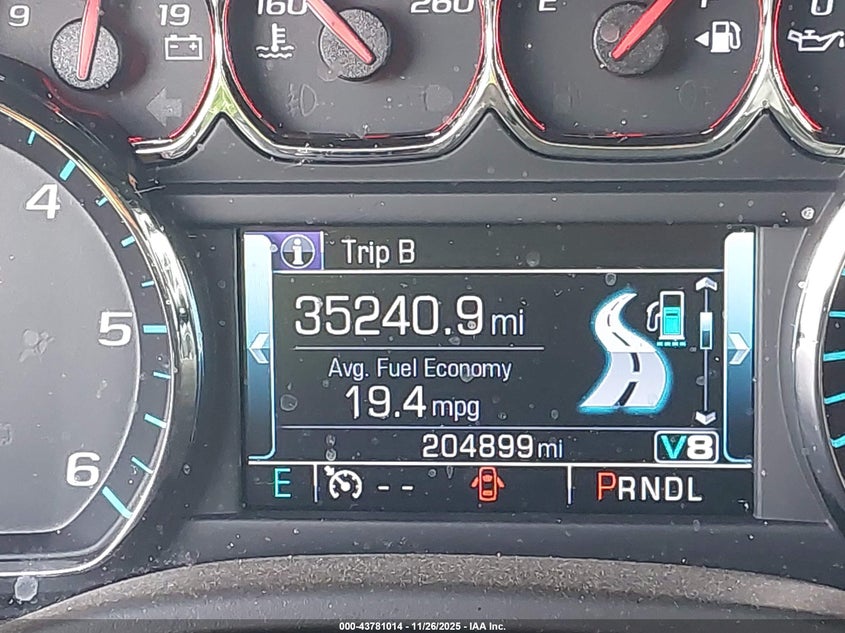 9 19 160 260 E F 0
4
5
6
i Trip B
35240.9 mi
Avg. Fuel Economy
19.4 mpg
204899 mi V8
E -- PRNDL
000-43781014 - 11/26/2025 - IAA Inc.